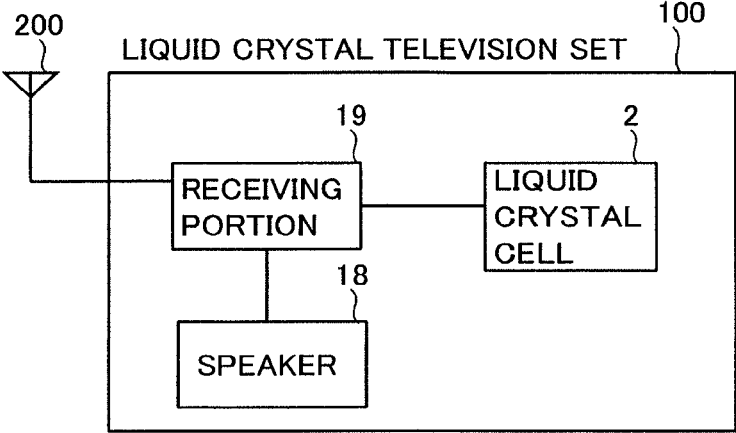 200
LIQUID CRYSTAL TELEVISION SET
100
19
2
RECEIVING
PORTION
LIQUID
CRYSTAL
CELL
18
SPEAKER